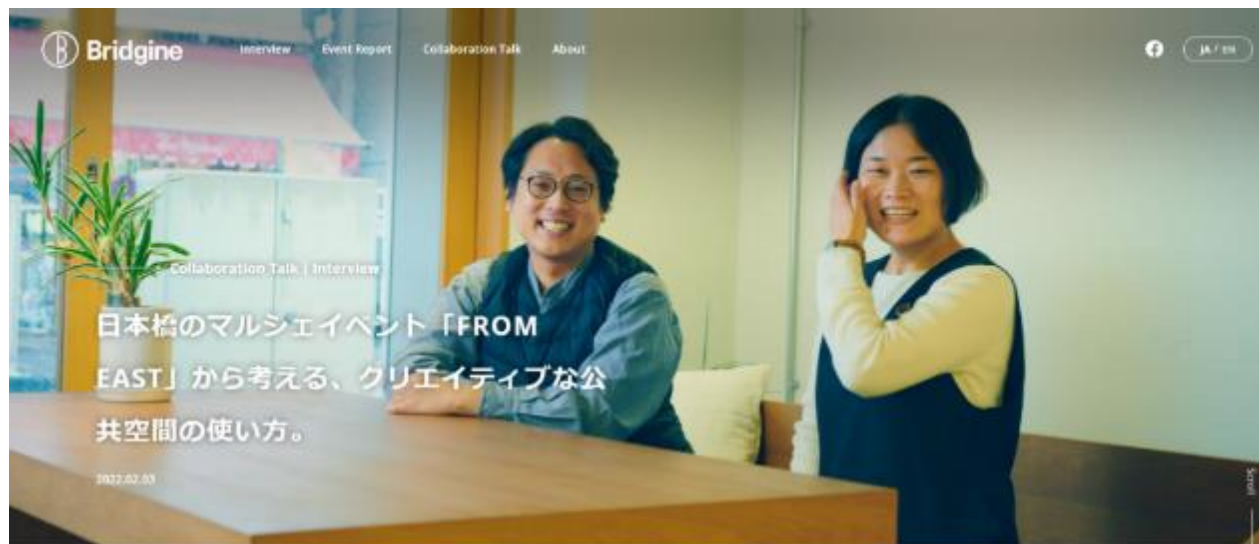 Bridgine
Interview Event Report Collaboration Talk About
JA / EN
Collaboration Talk | Interview
日本橋のマルシェイベント「FROM
EAST」から考える、クリエイティブな公
共空間の使い方。
2022.02.03
Scroll